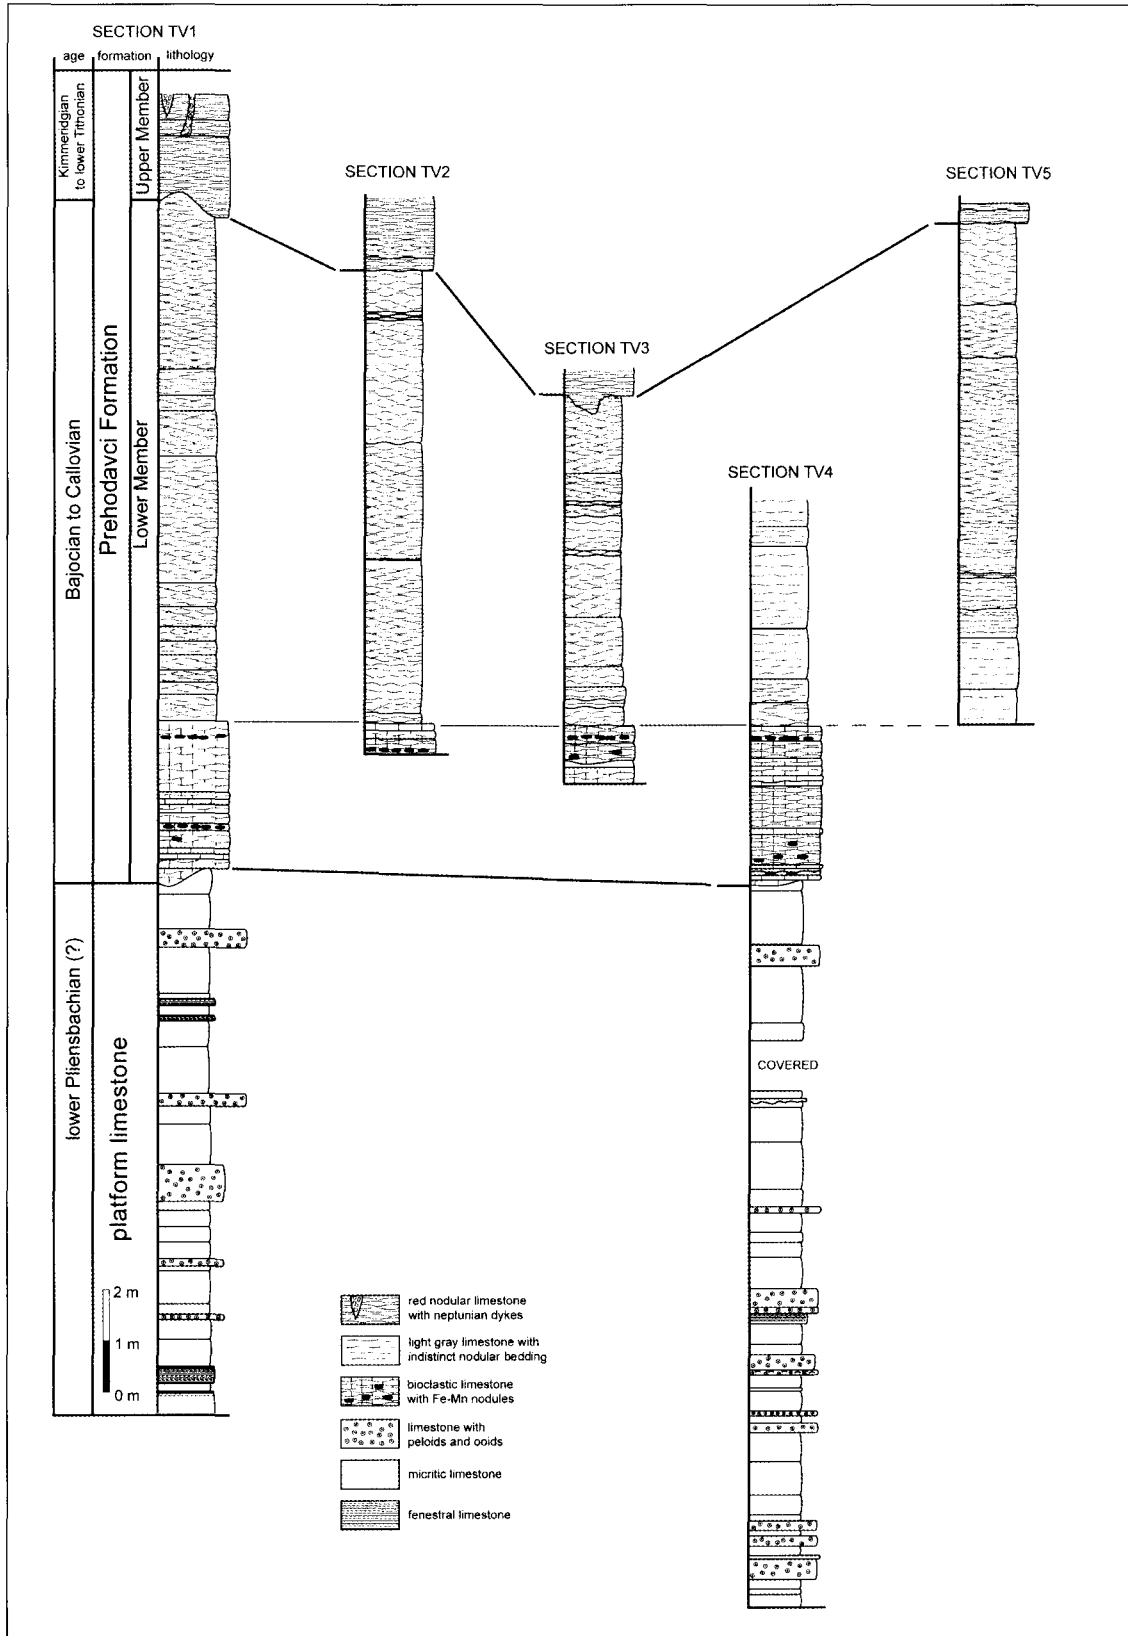 SECTION TV1
age formation lithology
Kimmeridgian
to lower Tithonian
Upper Member
SECTION TV2
SECTION TV5
SECTION TV3
SECTION TV4
Bajocian to Callovian
Prehodavci Formation
Lower Member
COVERED
lower Pliensbachian (?)
platform limestone
2 m
1 m
0 m
red nodular limestone
with neptunian dykes
light gray limestone with
indistinct nodular bedding
bioclastic limestone
with Fe-Mn nodules
limestone with
peloids and ooids
micritic limestone
fenestral limestone